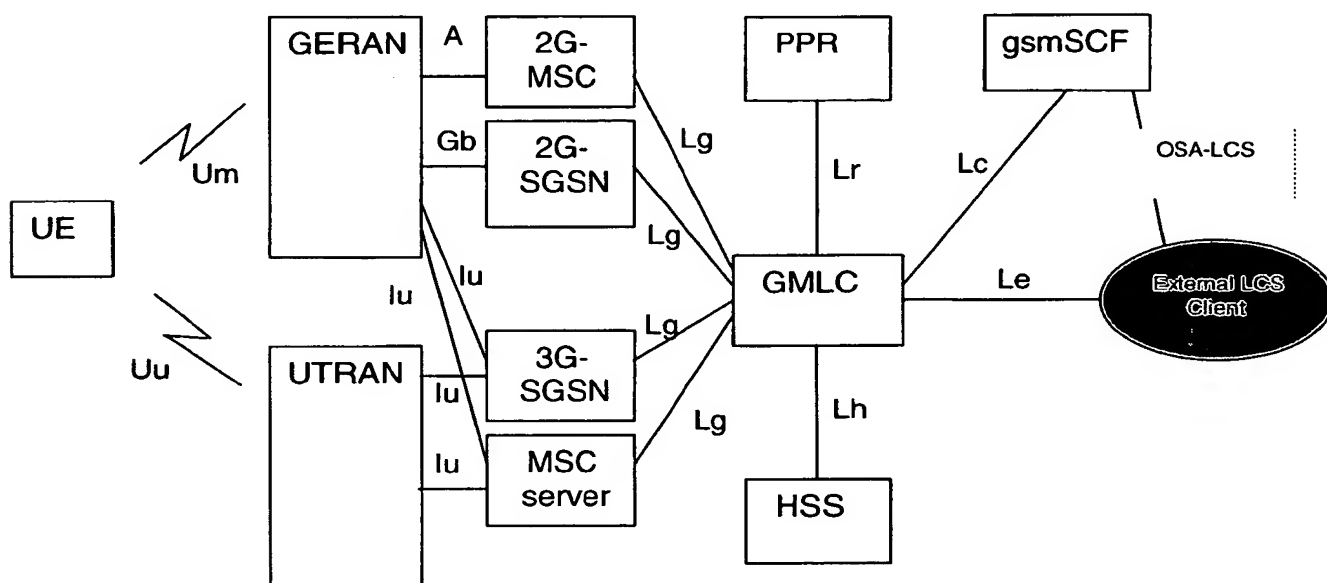 GERAN
A
2G-
MSC
PPR
gsmSCF
Um
Gb
2G-
SGSN
Lg
Lr
Lc
OSA-LCS
UE
Lg
Iu
Iu
GMLC
Le
External LCS
Client
Uu
UTRAN
Iu
3G-
SGSN
Lg
Lg
Lh
Iu
MSC
server
HSS